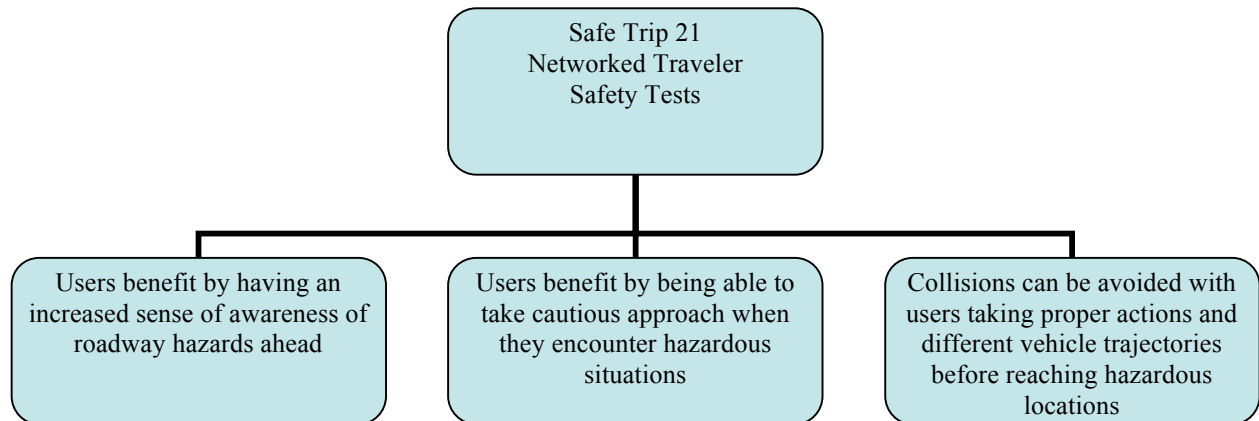 Safe Trip 21
Networked Traveler
Safety Tests
Users benefit by having an
increased sense of awareness of
roadway hazards ahead
Users benefit by being able to
take cautious approach when
they encounter hazardous
situations
Collisions can be avoided with
users taking proper actions and
different vehicle trajectories
before reaching hazardous
locations